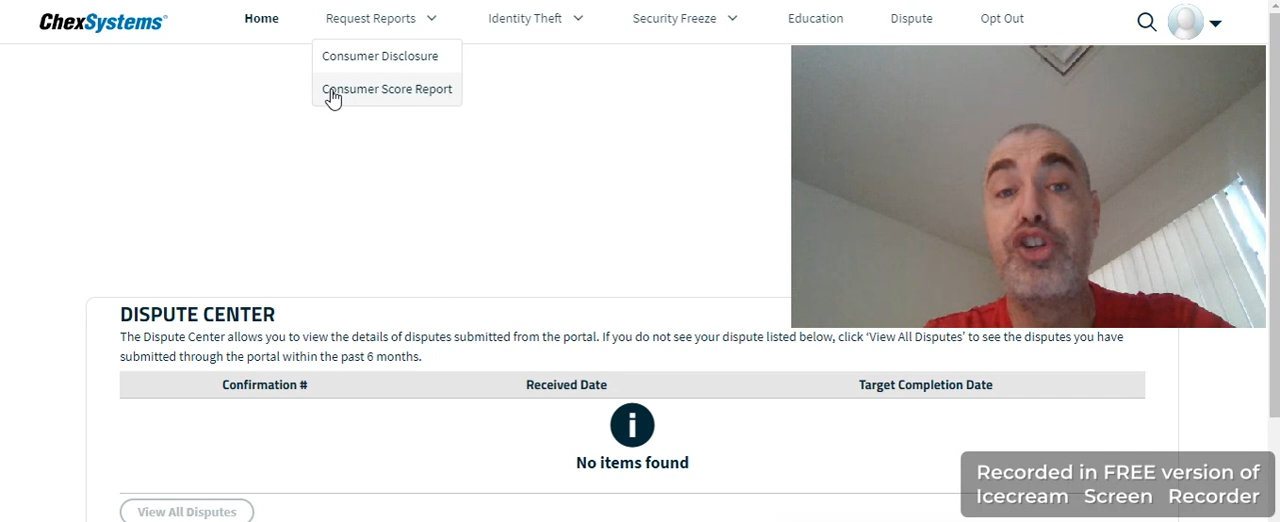 ChexSystems®
Home
Request Reports
Identity Theft
Security Freeze
Education
Dispute
Opt Out
Consumer Disclosure
Consumer Score Report
DISPUTE CENTER
The Dispute Center allows you to view the details of disputes submitted from the portal. If you do not see your dispute listed below, click ‘View All Disputes’ to see the disputes you have
submitted through the portal within the past 6 months.
Confirmation #
Received Date
Target Completion Date
No items found
View All Disputes
Recorded in FREE version of
Icecream Screen Recorder